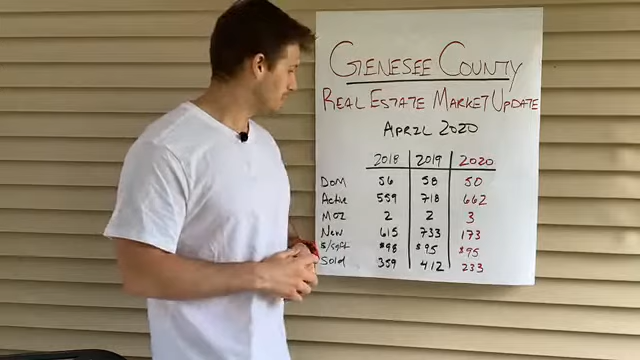 GENESEE COUNTY
REAL ESTATE MARKET UPDATE
APRIL 2020
2018 2019 2020
DOM 56 58 50
Active 559 718 662
MOI 2 2 3
New 615 733 173
$/sqft $98 $95 $95
Sold 359 412 233